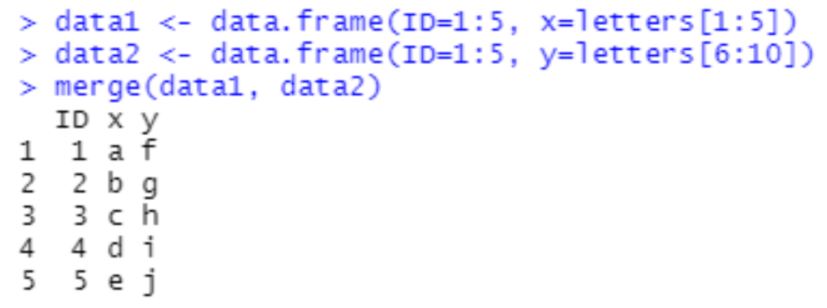 > data1 <- data.frame(ID=1:5, x=letters[1:5])
> data2 <- data.frame(ID=1:5, y=letters[6:10])
> merge(data1, data2)
  ID x y
1  1 a f
2  2 b g
3  3 c h
4  4 d i
5  5 e j